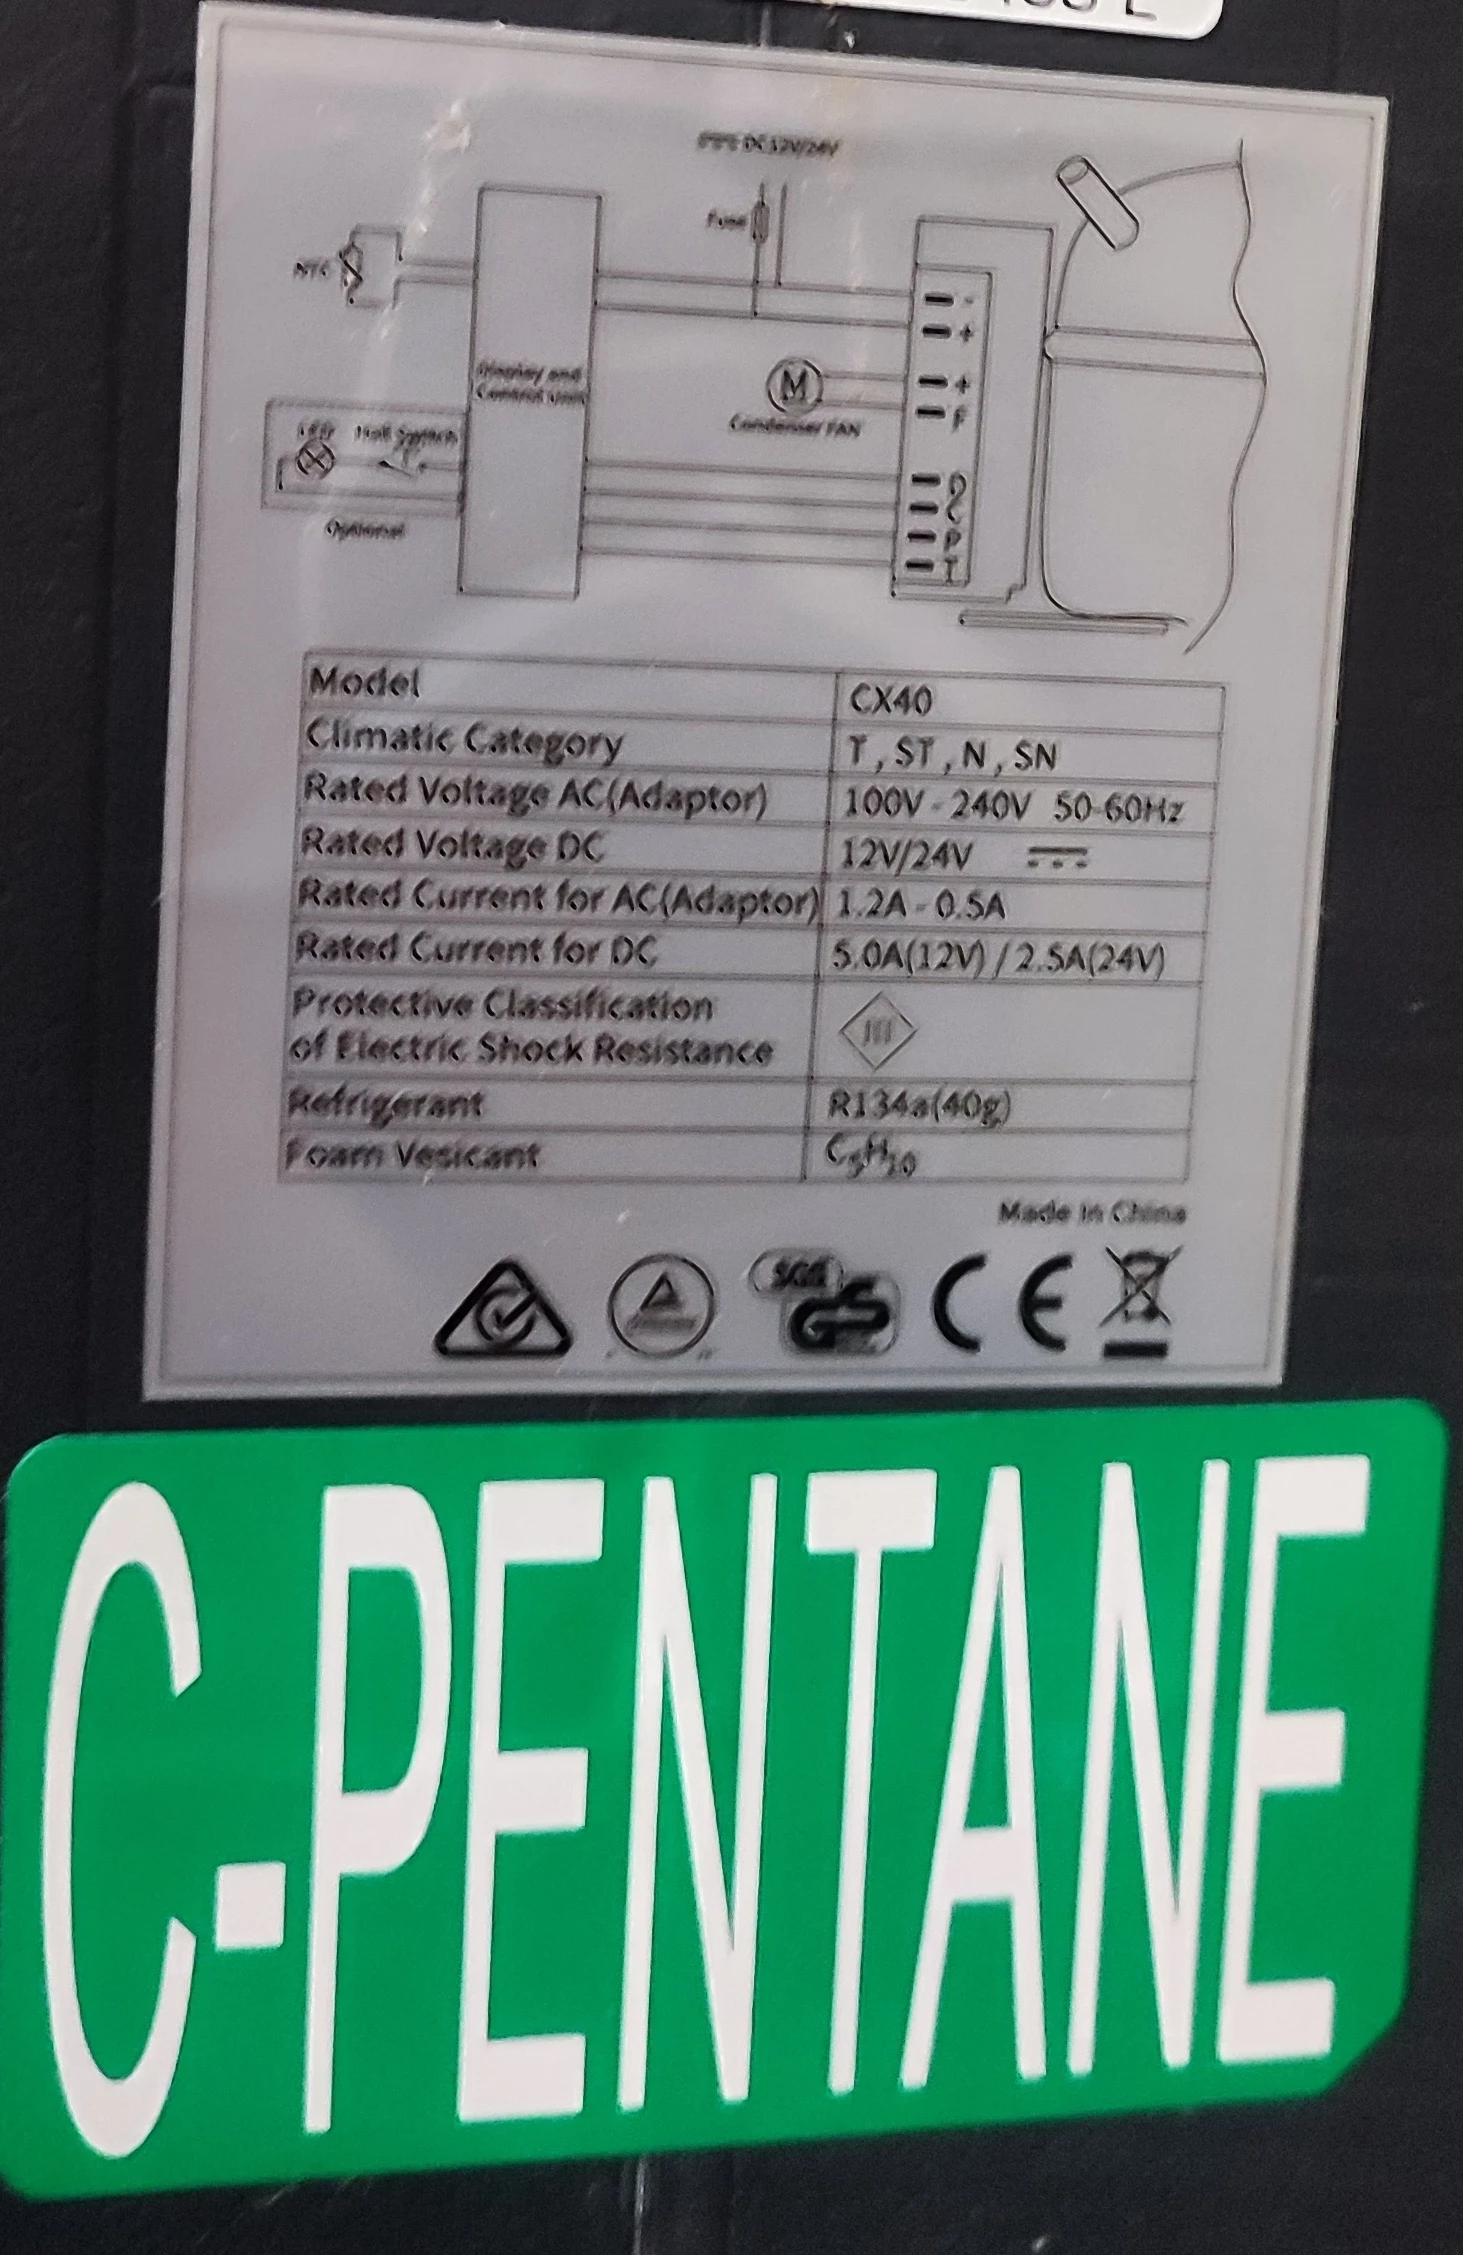 DC12V/24V
Fuse
NTC
-
+
Display and
Control Unit
M
+
F
Condenser FAN
LED
Optional
D
C
P
T
Model CX40
Climatic Category T , ST , N , SN
Rated Voltage AC(Adaptor) 100V - 240V 50-60Hz
Rated Voltage DC 12V/24V
Rated Current for AC(Adaptor) 1.2A - 0.5A
Rated Current for DC 5.0A(12V) / 2.5A(24V)
Protective Classification
of Electric Shock Resistance III
Refrigerant R134a(40g)
Foam Vesicant C₅H₁₀
Made in China
SGS
CE
C-PENTANE